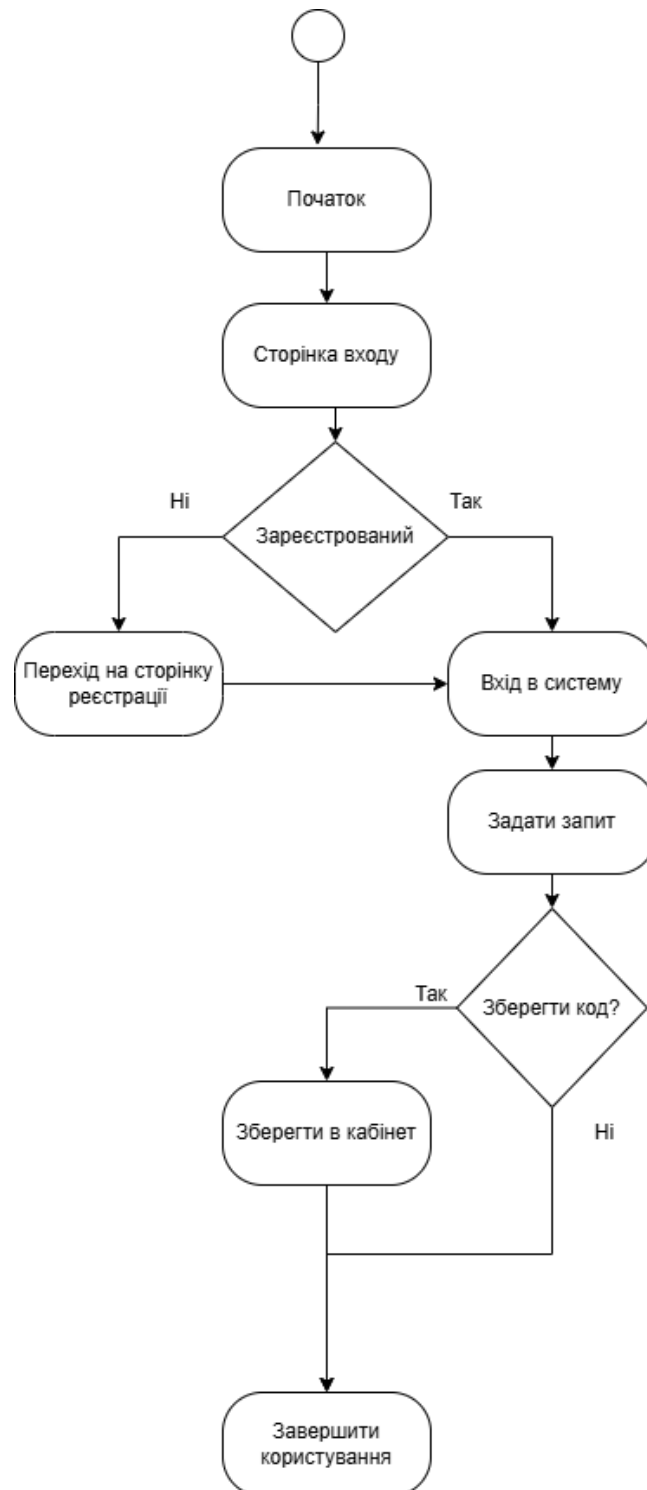 Початок
Сторінка входу
Ні
Так
Зареєстрований
Перехід на сторінку
реєстрації
Вхід в систему
Задати запит
Так
Зберегти код?
Зберегти в кабінет
Ні
Завершити
користування